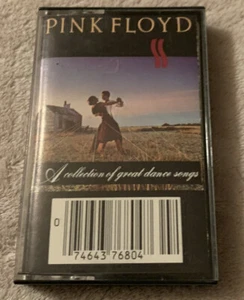 PINK FLOYD
A collection of great dance songs
0
74643 76804